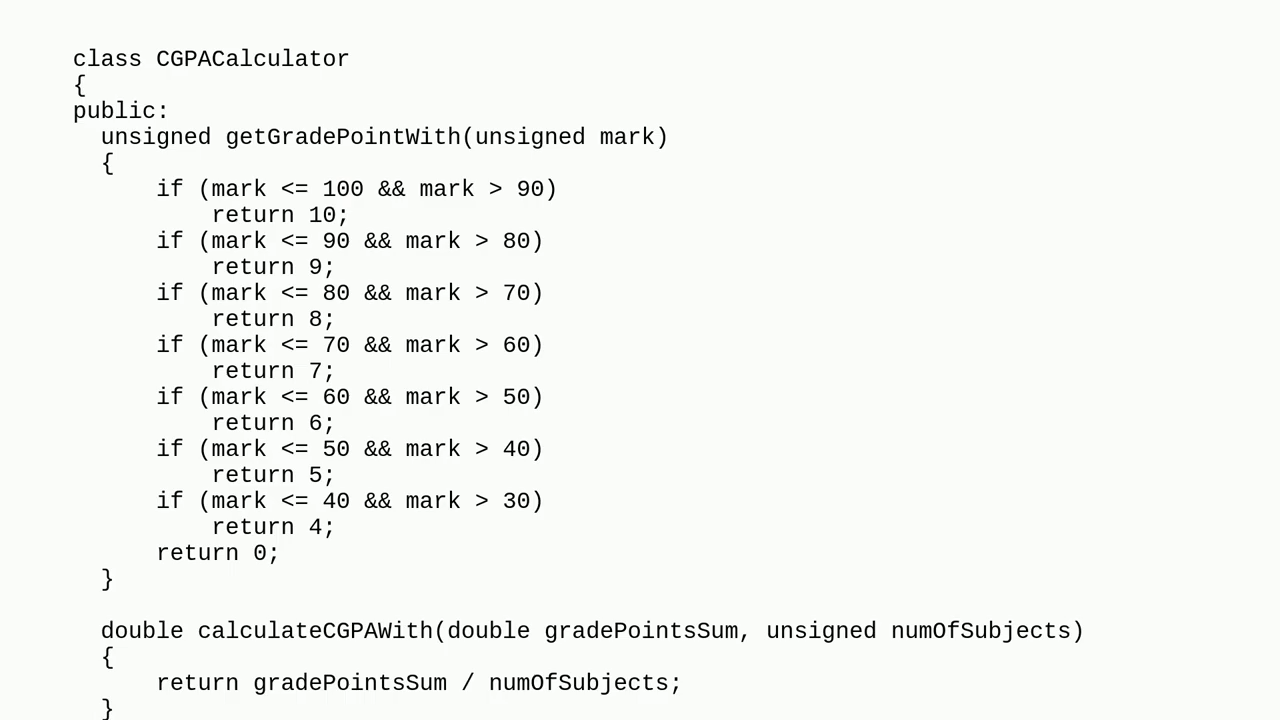 class CGPACalculator
{
public:
  unsigned getGradePointWith(unsigned mark)
  {
      if (mark <= 100 && mark > 90)
          return 10;
      if (mark <= 90 && mark > 80)
          return 9;
      if (mark <= 80 && mark > 70)
          return 8;
      if (mark <= 70 && mark > 60)
          return 7;
      if (mark <= 60 && mark > 50)
          return 6;
      if (mark <= 50 && mark > 40)
          return 5;
      if (mark <= 40 && mark > 30)
          return 4;
      return 0;
  }
  double calculateCGPAWith(double gradePointsSum, unsigned numOfSubjects)
  {
      return gradePointsSum / numOfSubjects;
  }